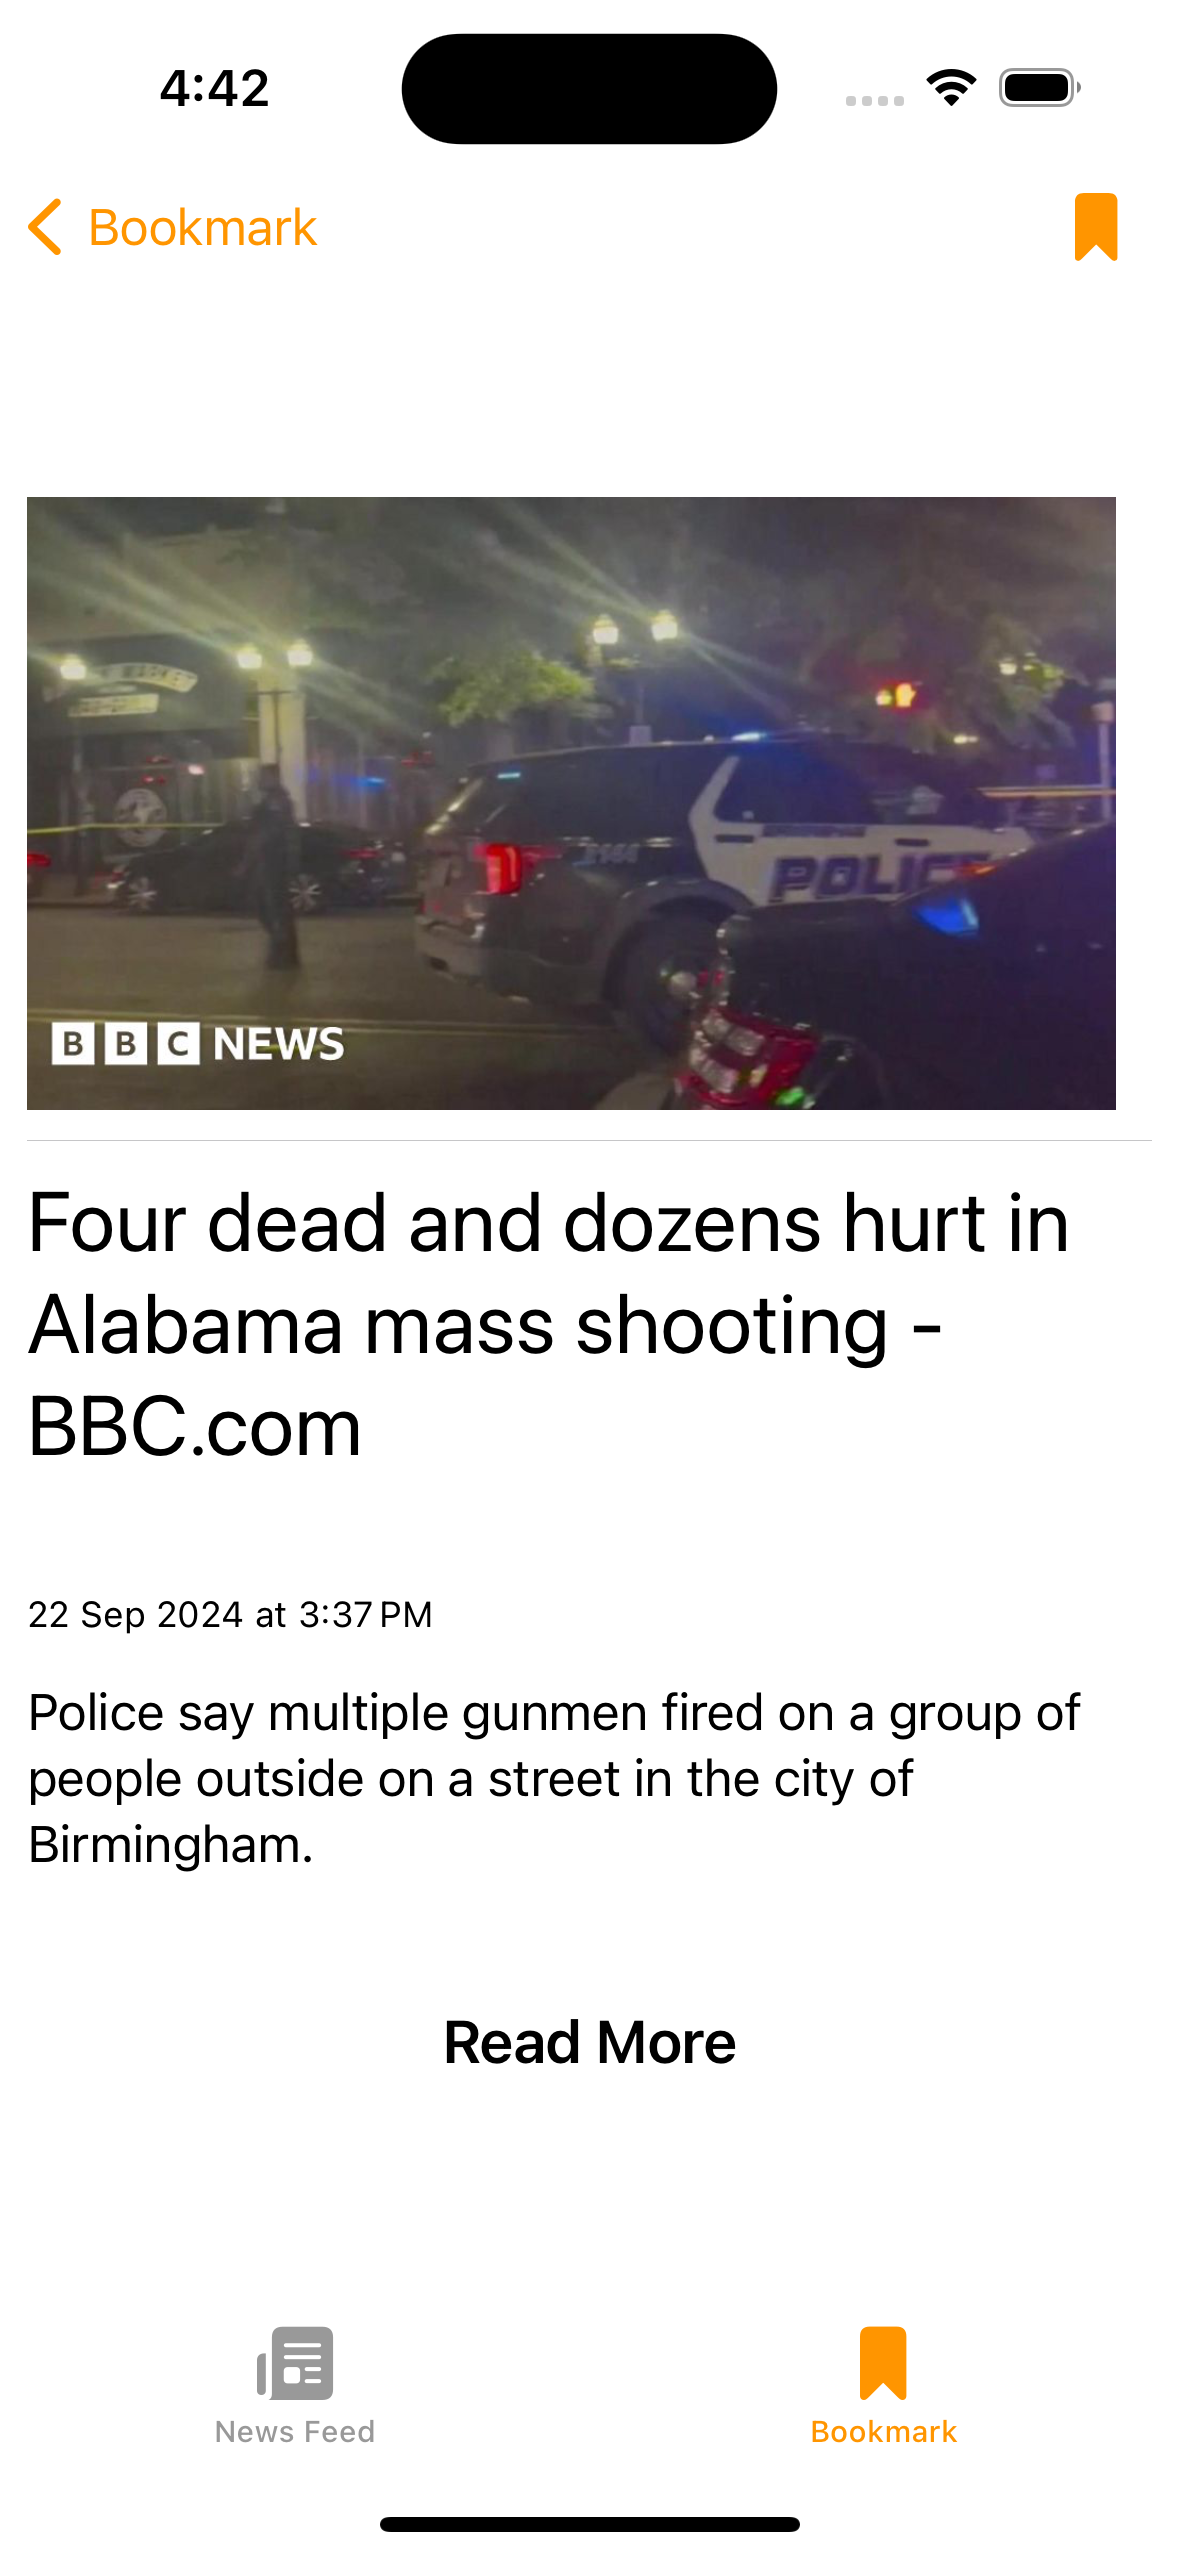 4:42
Bookmark
POLICE
BBC NEWS
Four dead and dozens hurt in
Alabama mass shooting -
BBC.com
22 Sep 2024 at 3:37 PM
Police say multiple gunmen fired on a group of
people outside on a street in the city of
Birmingham.
Read More
News Feed
Bookmark